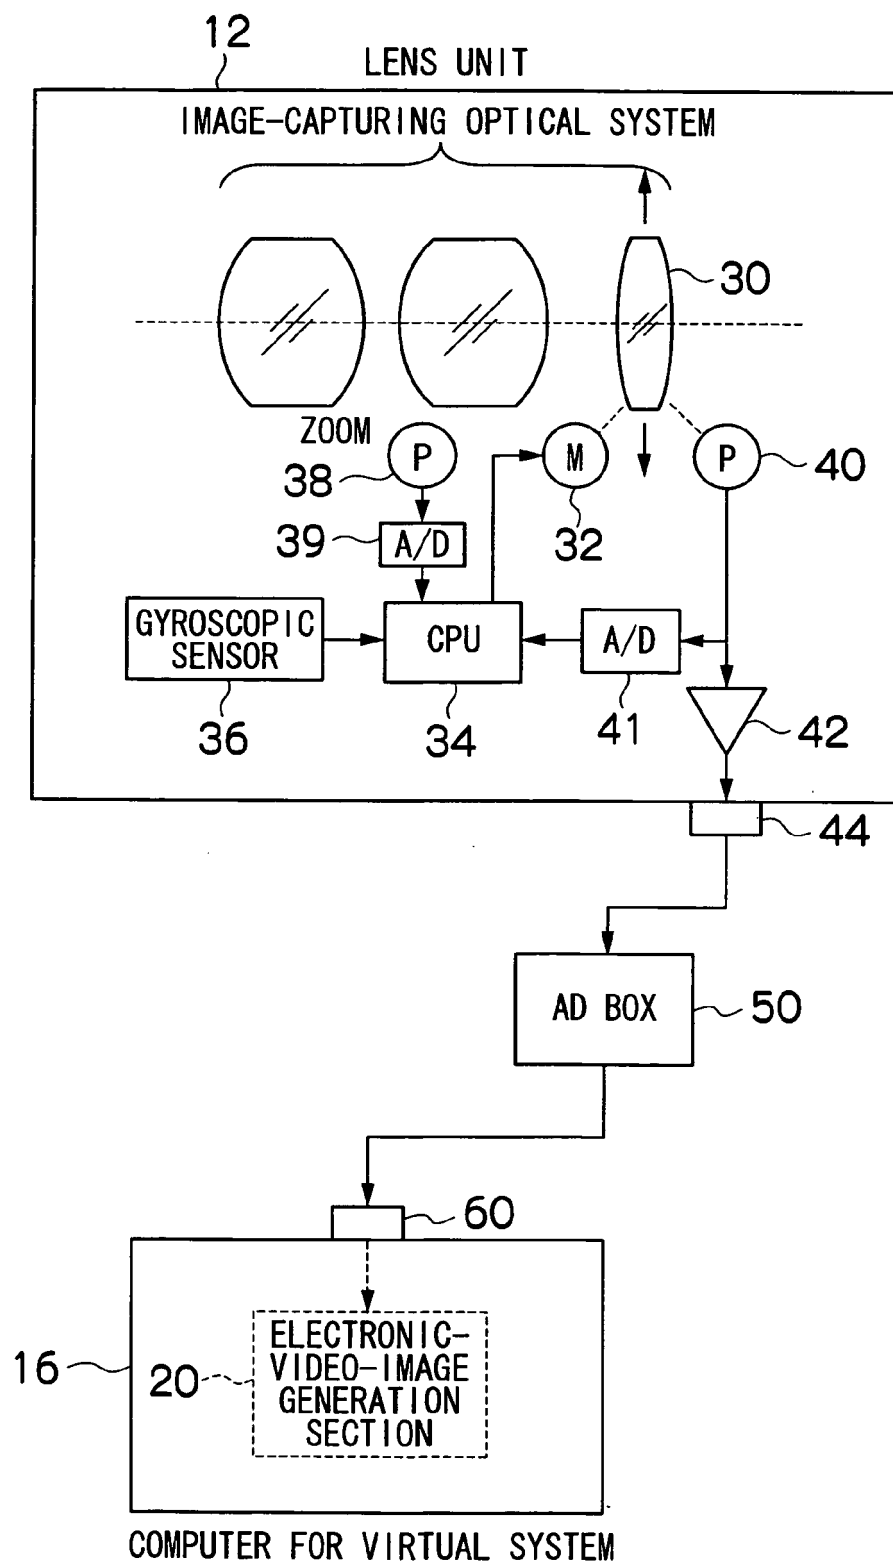 12
LENS UNIT
IMAGE-CAPTURING OPTICAL SYSTEM
30
ZOOM
P
M
P
38
32
40
39
A/D
GYROSCOPIC
SENSOR
CPU
A/D
36
34
41
42
44
AD BOX
50
60
16
20
ELECTRONIC-
VIDEO-IMAGE
GENERATION
SECTION
COMPUTER FOR VIRTUAL SYSTEM